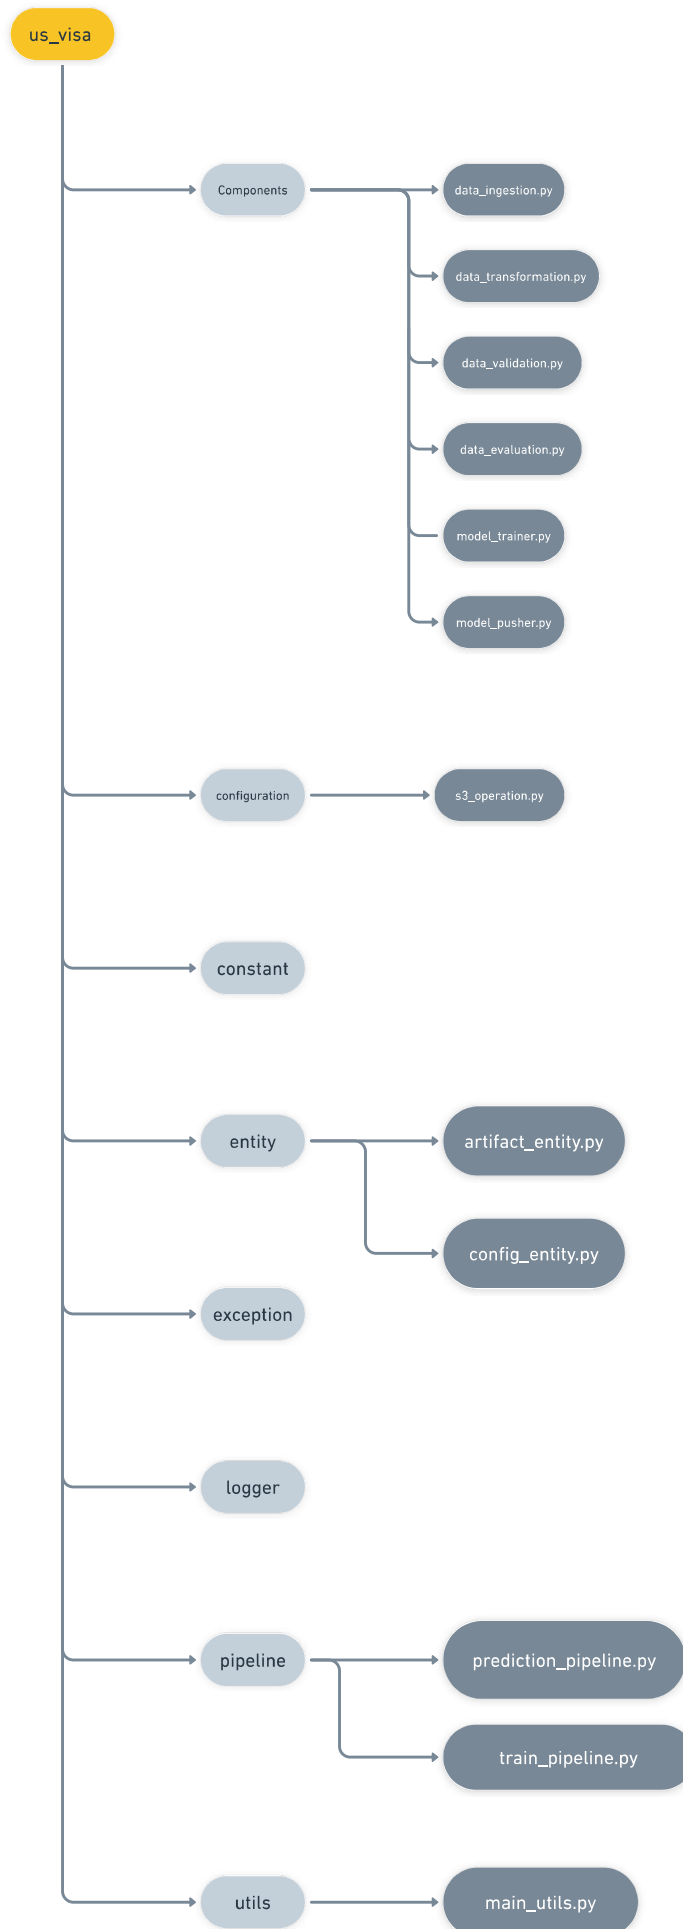 us_visa
Components
data_ingestion.py
data_transformation.py
data_validation.py
data_evaluation.py
model_trainer.py
model_pusher.py
configuration
s3_operation.py
constant
entity
artifact_entity.py
config_entity.py
exception
logger
pipeline
prediction_pipeline.py
train_pipeline.py
utils
main_utils.py